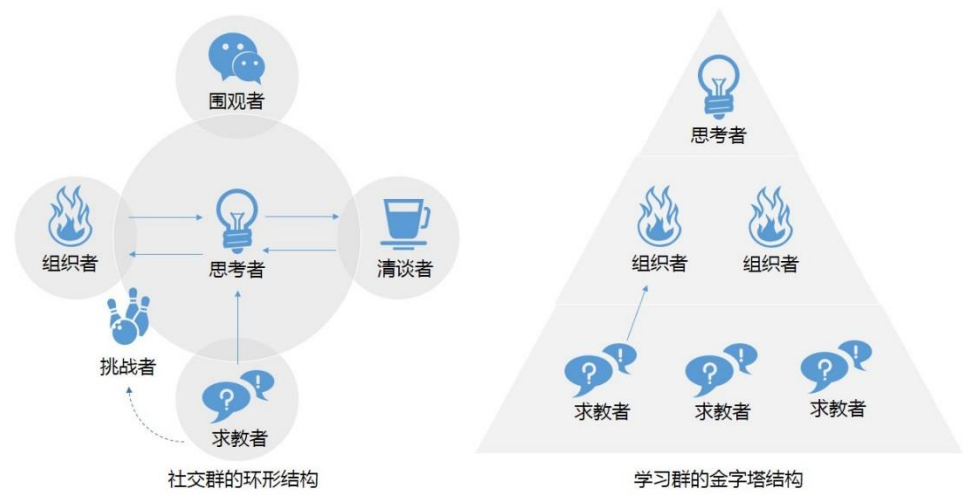 围观者
组织者
思考者
清谈者
挑战者
求教者
社交群的环形结构
思考者
组织者
组织者
求教者
求教者
求教者
学习群的金字塔结构